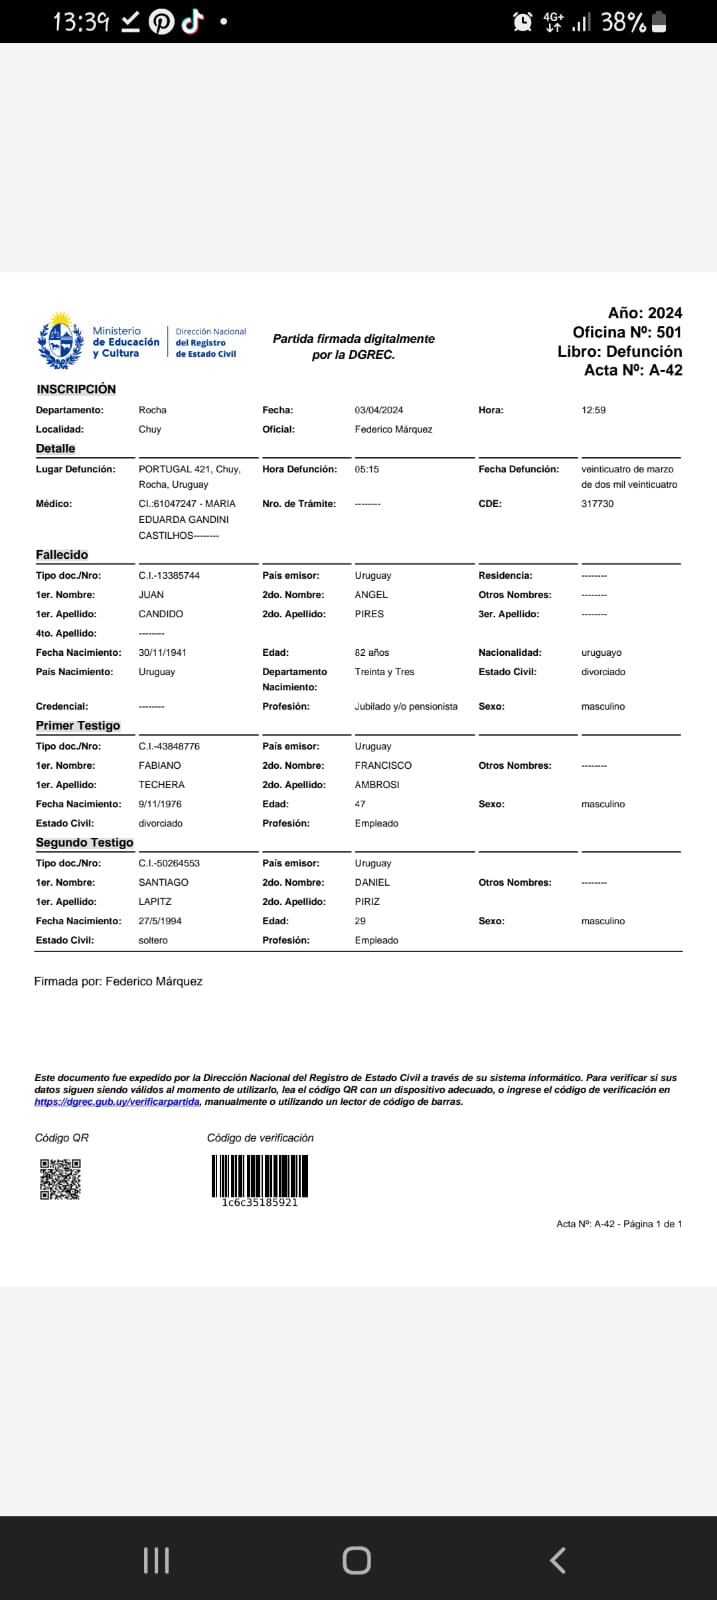 13:39
4G+
38%
Ministerio
de Educación
y Cultura
Dirección Nacional
del Registro
de Estado Civil
Partida firmada digitalmente
por la DGREC.
Año: 2024
Oficina Nº: 501
Libro: Defunción
Acta Nº: A-42
INSCRIPCIÓN
Departamento: Rocha Fecha: 03/04/2024 Hora: 12:59
Localidad: Chuy Oficial: Federico Márquez
Detalle
Lugar Defunción: PORTUGAL 421, Chuy, Hora Defunción: 05:15 Fecha Defunción: veinticuatro de marzo
Rocha, Uruguay de dos mil veinticuatro
Médico: CI.:61047247 - MARIA Nro. de Trámite: -------- CDE: 317730
EDUARDA GANDINI
CASTILHOS--------
Fallecido
Tipo doc./Nro: C.I.-13385744 País emisor: Uruguay Residencia: --------
1er. Nombre: JUAN 2do. Nombre: ANGEL Otros Nombres: --------
1er. Apellido: CANDIDO 2do. Apellido: PIRES 3er. Apellido: --------
4to. Apellido: --------
Fecha Nacimiento: 30/11/1941 Edad: 82 años Nacionalidad: uruguayo
País Nacimiento: Uruguay Departamento Treinta y Tres Estado Civil: divorciado
Nacimiento:
Credencial: -------- Profesión: Jubilado y/o pensionista Sexo: masculino
Primer Testigo
Tipo doc./Nro: C.I.-43848776 País emisor: Uruguay
1er. Nombre: FABIANO 2do. Nombre: FRANCISCO Otros Nombres: --------
1er. Apellido: TECHERA 2do. Apellido: AMBROSI
Fecha Nacimiento: 9/11/1976 Edad: 47 Sexo: masculino
Estado Civil: divorciado Profesión: Empleado
Segundo Testigo
Tipo doc./Nro: C.I.-50264553 País emisor: Uruguay
1er. Nombre: SANTIAGO 2do. Nombre: DANIEL Otros Nombres: --------
1er. Apellido: LAPITZ 2do. Apellido: PIRIZ
Fecha Nacimiento: 27/5/1994 Edad: 29 Sexo: masculino
Estado Civil: soltero Profesión: Empleado
Firmada por: Federico Márquez
Este documento fue expedido por la Dirección Nacional del Registro de Estado Civil a través de su sistema informático. Para verificar si sus
datos siguen siendo válidos al momento de utilizarlo, lea el código QR con un dispositivo adecuado, o ingrese el código de verificación en
https://dgrec.gub.uy/verificarpartida, manualmente o utilizando un lector de código de barras.
Código QR Código de verificación
1c6c35185921
Acta Nº: A-42 - Página 1 de 1